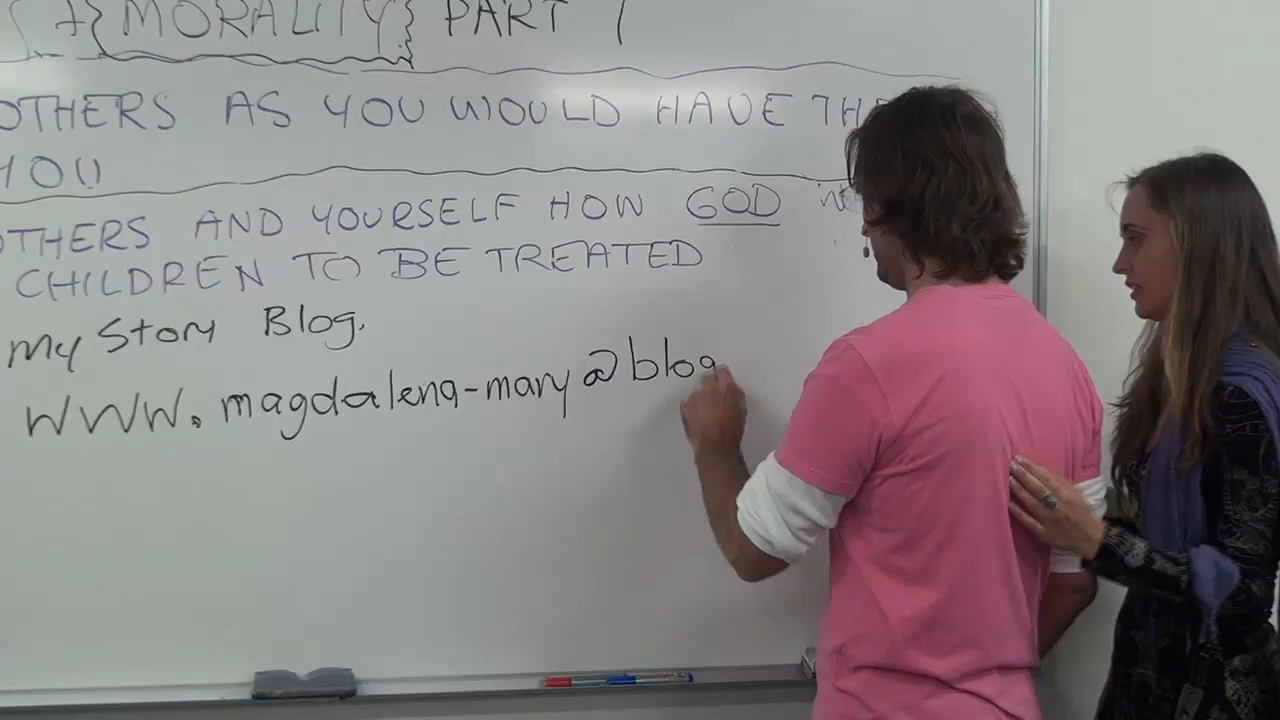 +{MORALITY} PART 1
OTHERS AS YOU WOULD HAVE THE
YOU
OTHERS AND YOURSELF HOW GOD
CHILDREN TO BE TREATED
My Story Blog.
WWW.magdalena-mary@blog